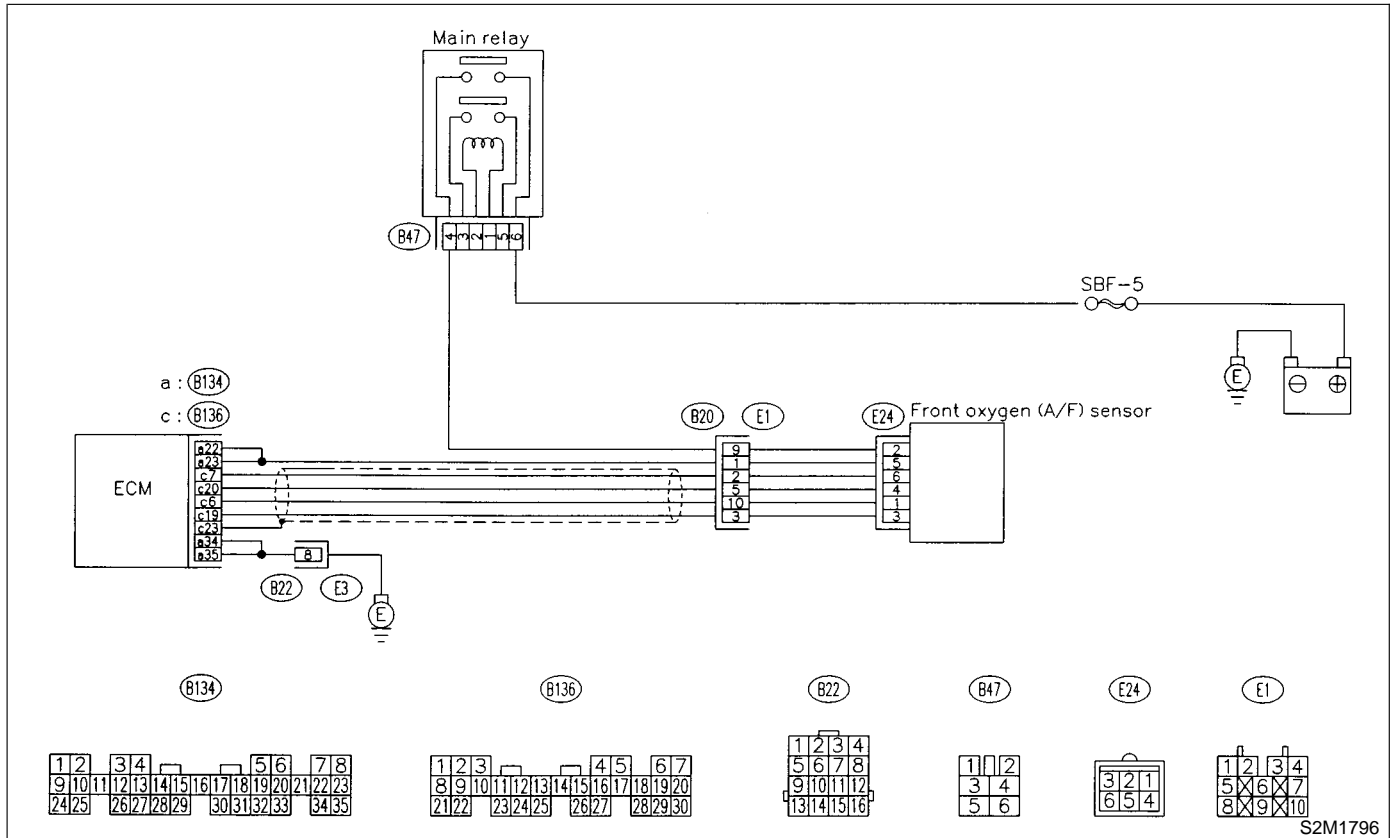 Main relay
B47
4 3 2 1 5 6
SBF-5
E
⊖ ⊕
a : B134
c : B136
B20 E1 E24 Front oxygen (A/F) sensor
ECM
a22
a23
c7
c20
c6
c19
c23
a34
a35
9 2
1 5
2 6
5 4
10 1
3 3
8
B22 E3
E
B134 B136 B22 B47 E24 E1
1 2 3 4 5 6 7 8
9 10 11 12 13 14 15 16 17 18 19 20 21 22 23
24 25 26 27 28 29 30 31 32 33 34 35
1 2 3 4 5 6 7
8 9 10 11 12 13 14 15 16 17 18 19 20
21 22 23 24 25 26 27 28 29 30
1 2 3 4
5 6 7 8
9 10 11 12
13 14 15 16
1 2
3 4
5 6
3 2 1
6 5 4
1 2 3 4
5 6 7
8 9 10
S2M1796